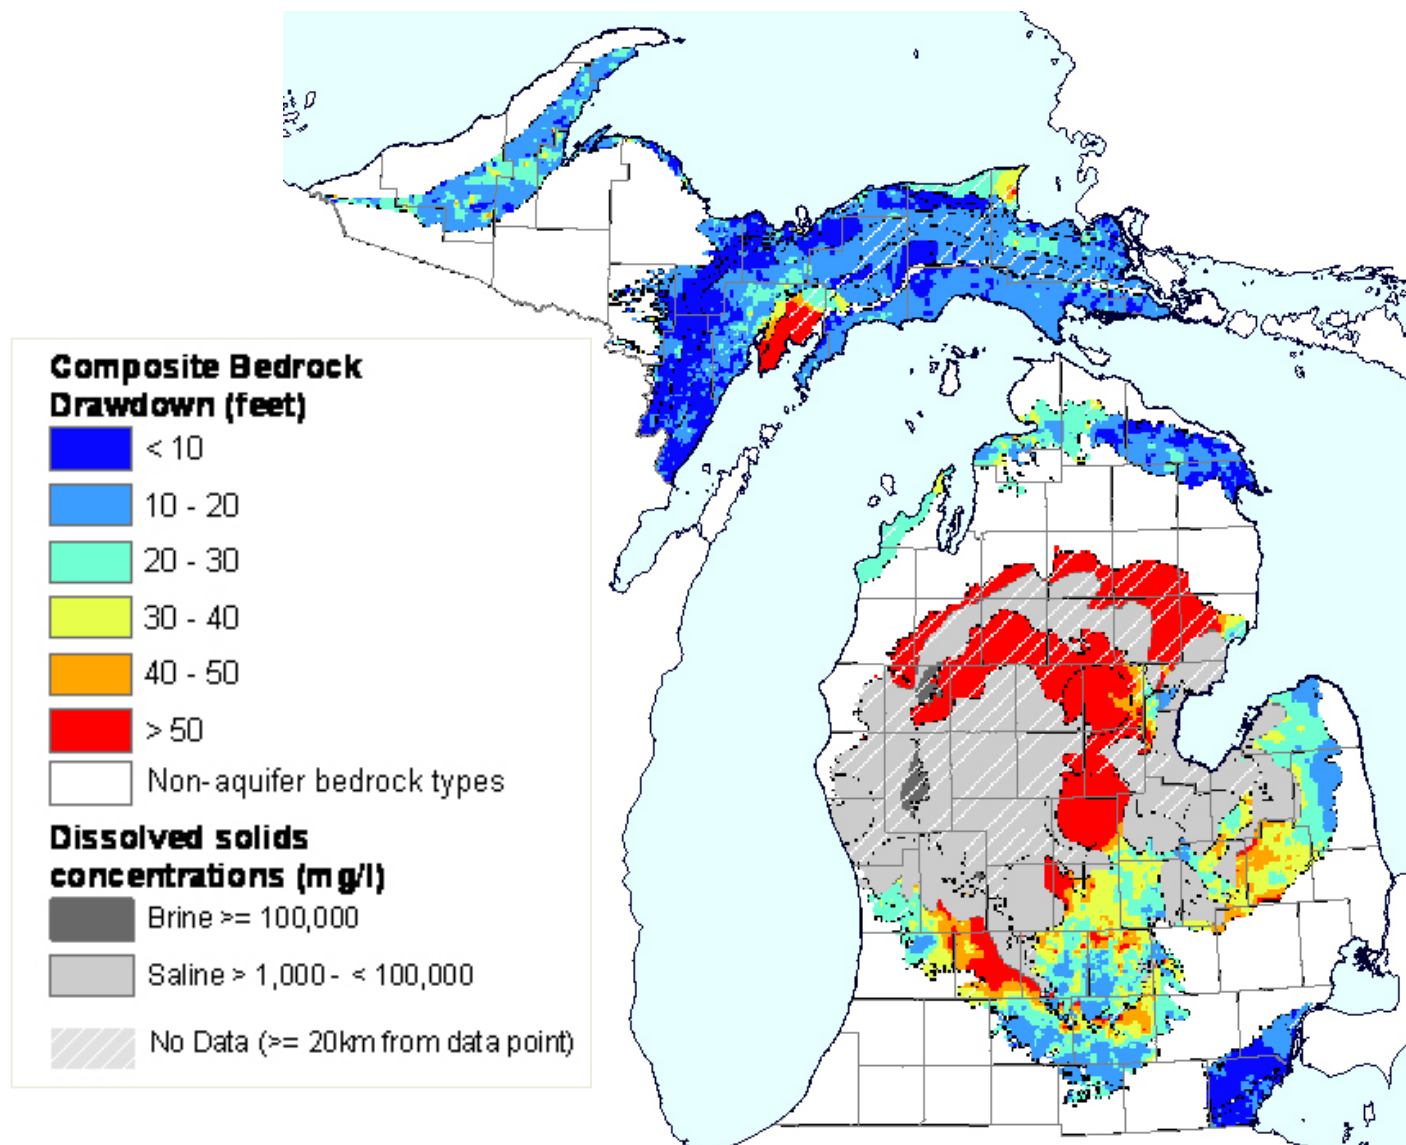 Composite Bedrock
Drawdown (feet)
< 10
10 - 20
20 - 30
30 - 40
40 - 50
> 50
Non-aquifer bedrock types
Dissolved solids
concentrations (mg/l)
Brine >= 100,000
Saline > 1,000 - < 100,000
No Data (>= 20km from data point)